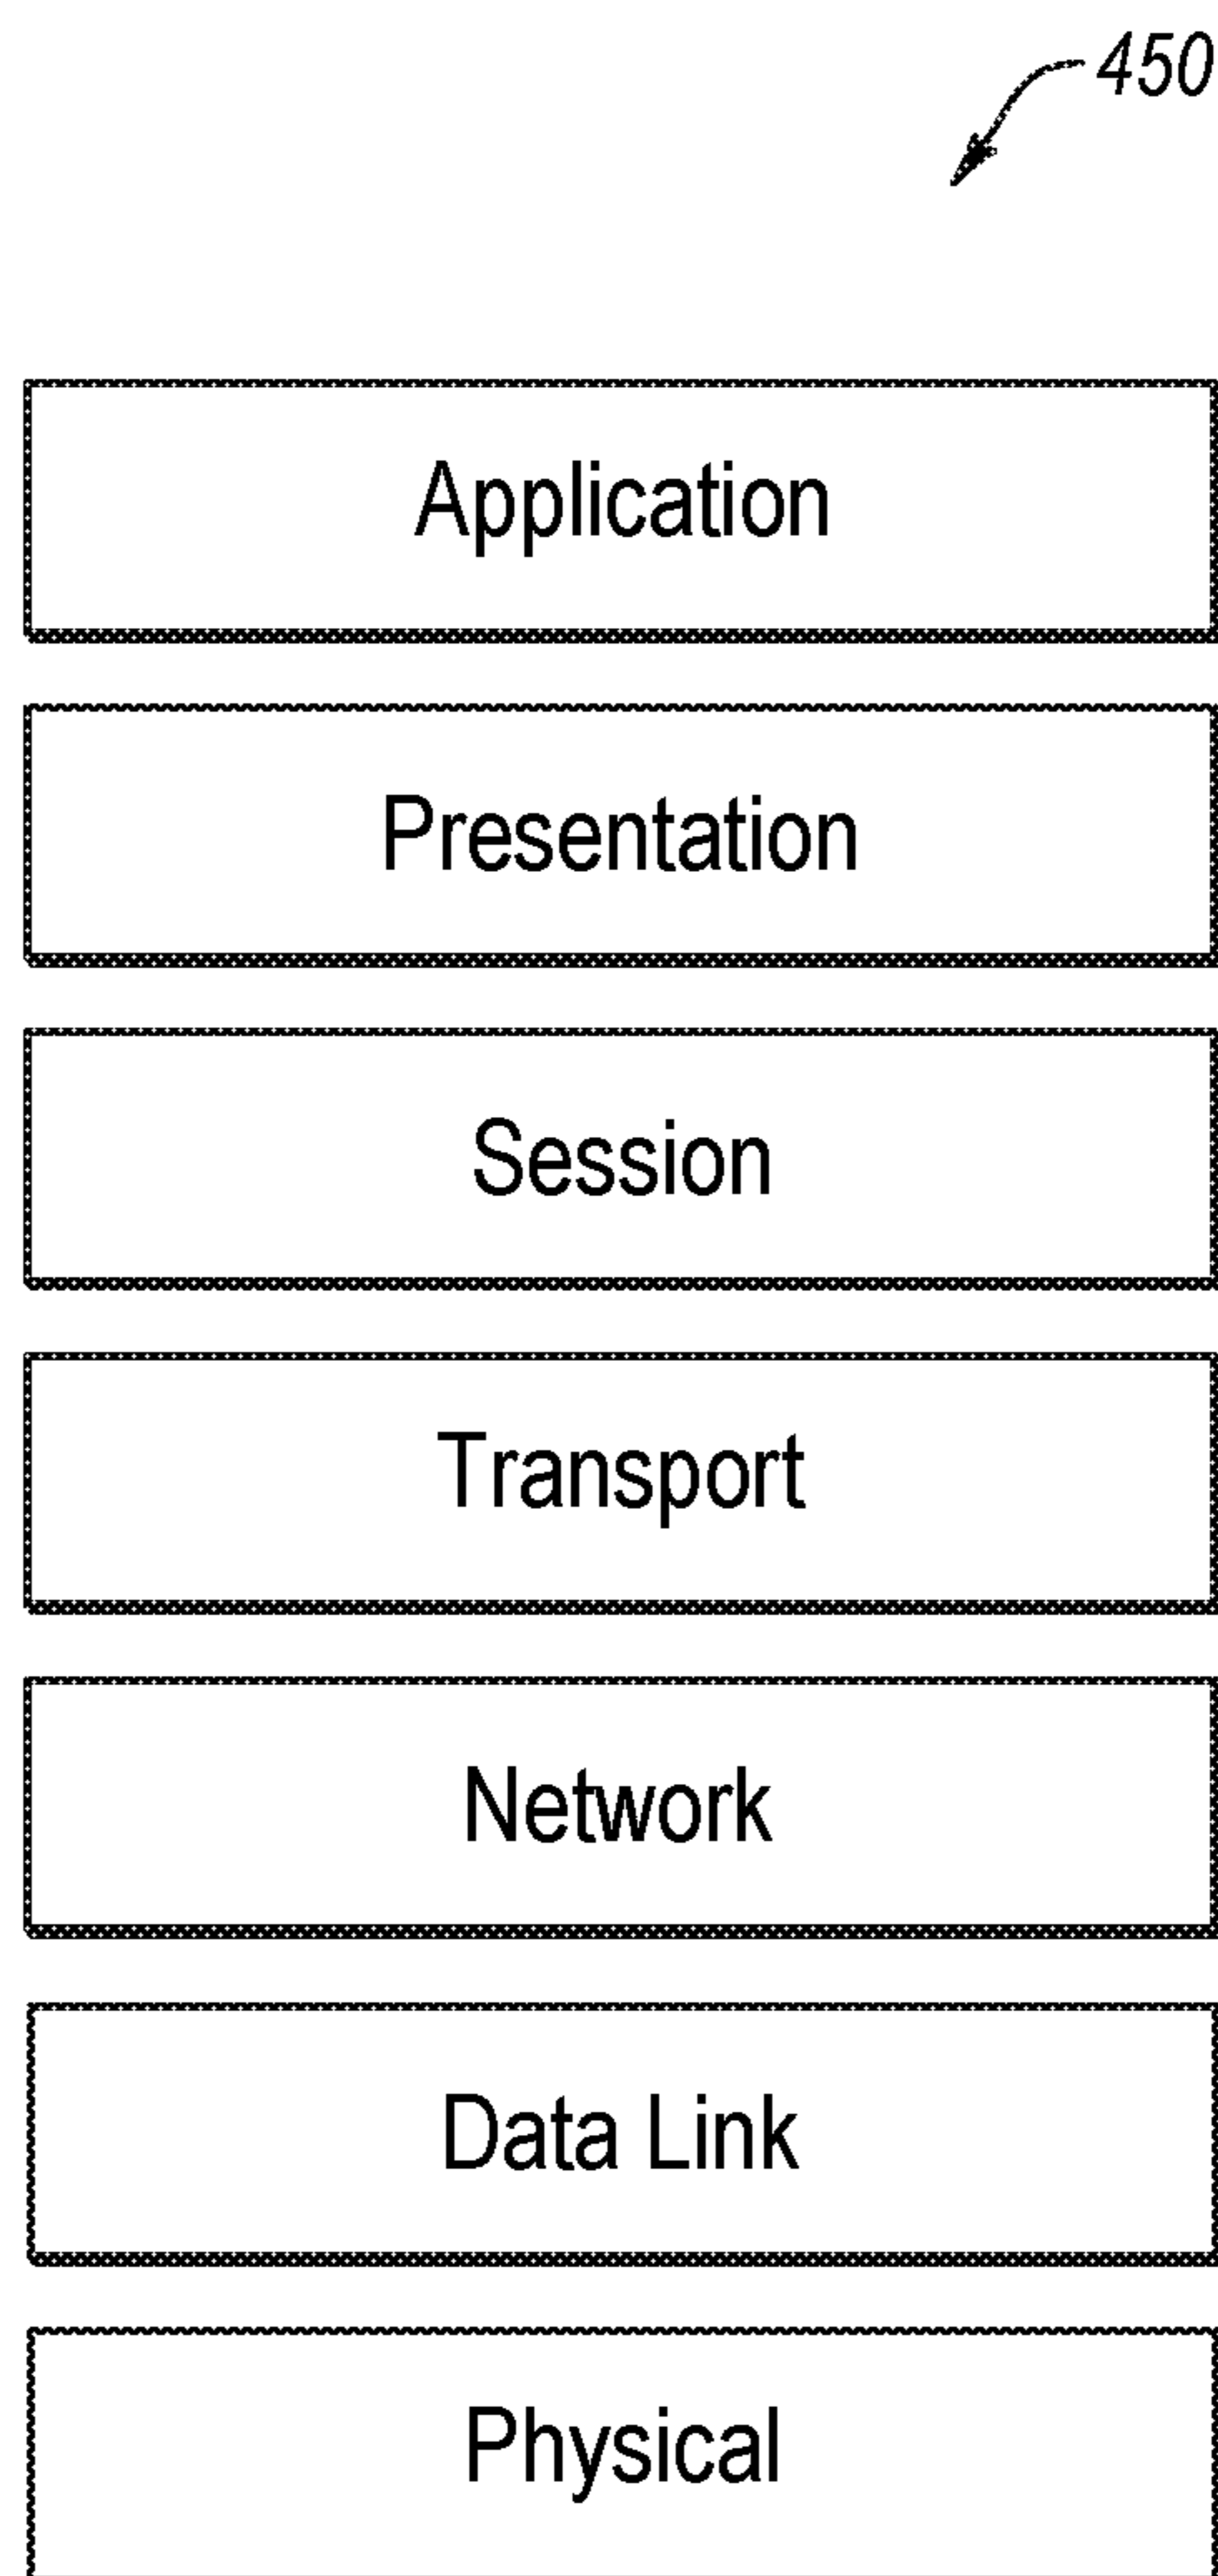 450
Application
Presentation
Session
Transport
Network
Data Link
Physical